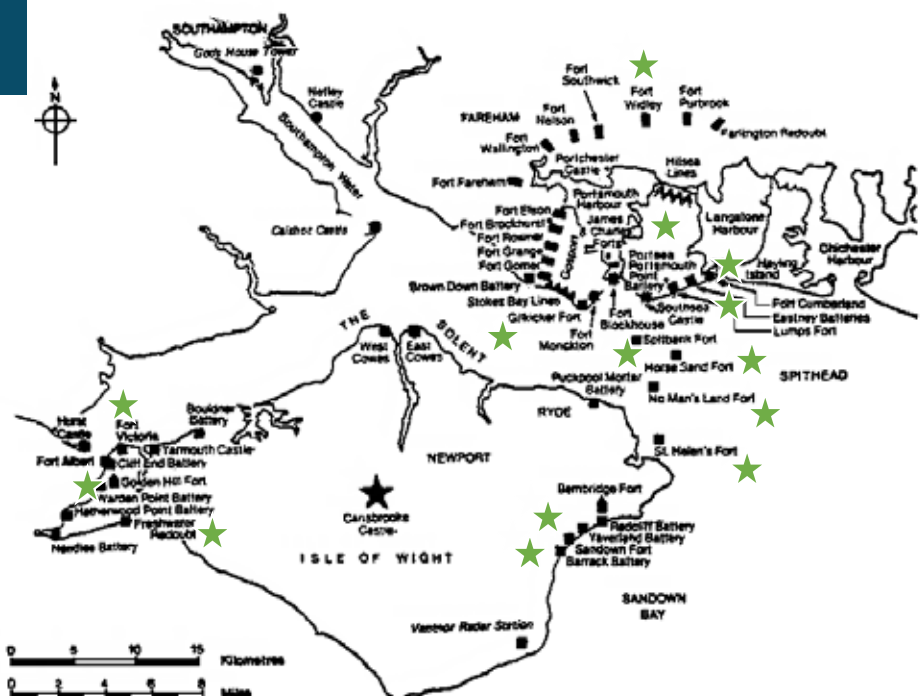 SOUTHAMPTON
Gods House Tower
Netley
Castle
Southampton Water
N
Calshot Castle
FAREHAM
Fort
Southwick
Fort
Nelson
Fort
Widley
Fort
Purbrook
Farlington Redoubt
Fort
Wallington
Portchester
Castle
Hilsea
Lines
Fort Fareham
Portsmouth
Harbour
Fort Elson
Fort Brockhurst
Fort Rowner
Fort Grange
Fort Gomer
Gosport
James
& Charles
Forts
Langstone
Harbour
Chichester
Harbour
Portsea
Portsmouth
Point
Battery
Hayling
Island
Brown Down Battery
Stokes Bay Lines
Gilkicker Fort
Fort
Monckton
Fort
Blockhouse
Southsea
Castle
Fort Cumberland
Eastney Batteries
Lumps Fort
THE SOLENT
West
Cowes
East
Cowes
Spitbank Fort
Horse Sand Fort
SPITHEAD
Puckpool Mortar
Battery
No Man's Land Fort
RYDE
St. Helen's Fort
Hurst
Castle
Fort
Victoria
Bouldner
Battery
Yarmouth Castle
Fort Albert
Cliff End Battery
Golden Hill Fort
Warden Point Battery
Hatherwood Point Battery
Freshwater
Redoubt
Needles Battery
NEWPORT
Carisbrooke
Castle
ISLE OF WIGHT
Bembridge Fort
Redcliff Battery
Yaverland Battery
Sandown Fort
Barrack Battery
SANDOWN
BAY
Ventnor Radar Station
0 5 10 15
Kilometres
0 2 4 6 8
Miles